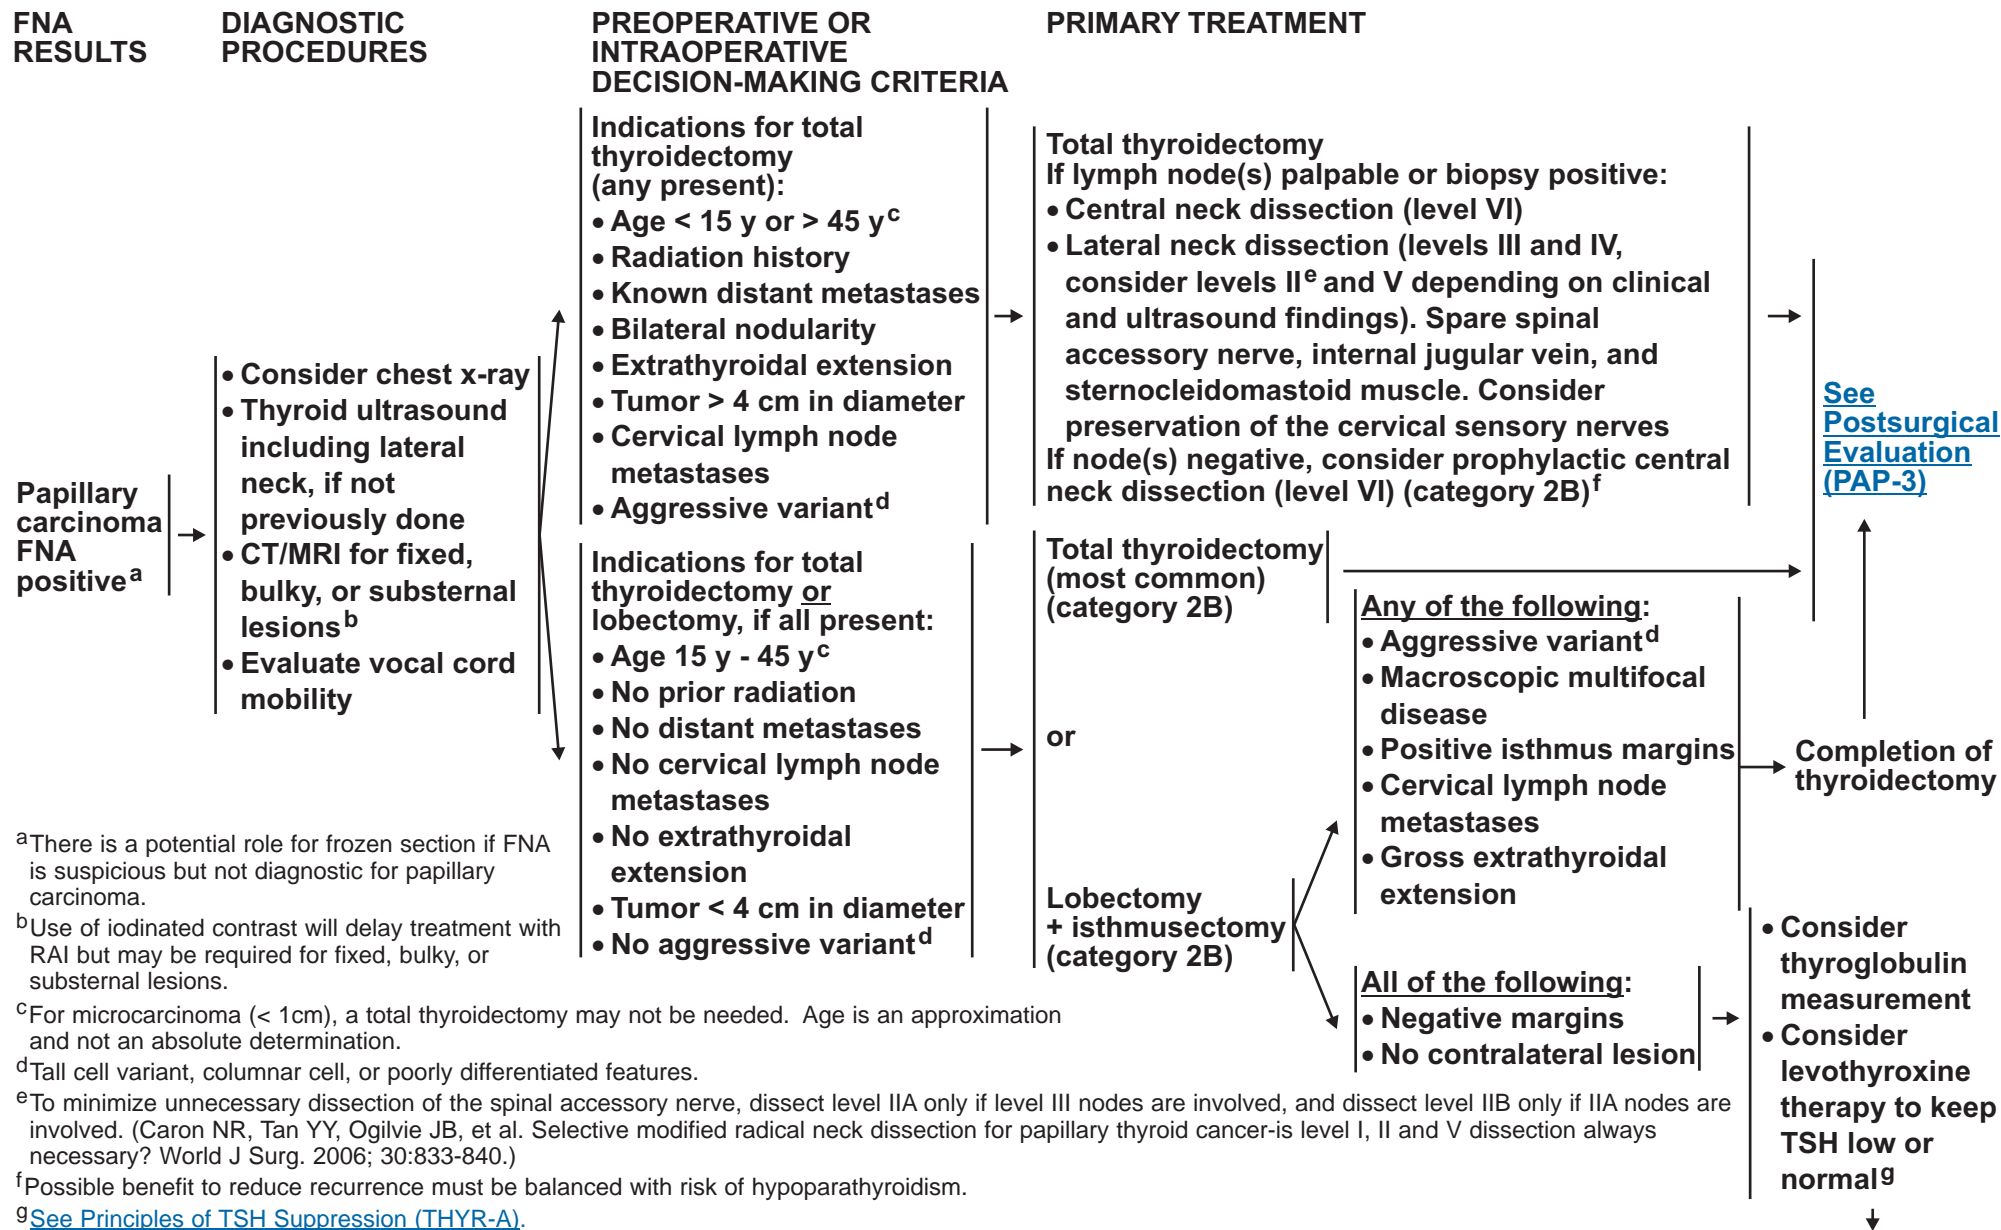 FNA
RESULTS
DIAGNOSTIC
PROCEDURES
PREOPERATIVE OR
INTRAOPERATIVE
DECISION-MAKING CRITERIA
PRIMARY TREATMENT
Papillary
carcinoma
FNA
positive a
• Consider chest x-ray
• Thyroid ultrasound
including lateral
neck, if not
previously done
• CT/MRI for fixed,
bulky, or substernal
lesions b
• Evaluate vocal cord
mobility
Indications for total
thyroidectomy
(any present):
• Age < 15 y or > 45 y c
• Radiation history
• Known distant metastases
• Bilateral nodularity
• Extrathyroidal extension
• Tumor > 4 cm in diameter
• Cervical lymph node
metastases
• Aggressive variant d
Total thyroidectomy
If lymph node(s) palpable or biopsy positive:
• Central neck dissection (level VI)
• Lateral neck dissection (levels III and IV,
consider levels II e and V depending on clinical
and ultrasound findings). Spare spinal
accessory nerve, internal jugular vein, and
sternocleidomastoid muscle. Consider
preservation of the cervical sensory nerves
If node(s) negative, consider prophylactic central
neck dissection (level VI) (category 2B) f
See
Postsurgical
Evaluation
(PAP-3)
Indications for total
thyroidectomy or
lobectomy, if all present:
• Age 15 y - 45 y c
• No prior radiation
• No distant metastases
• No cervical lymph node
metastases
• No extrathyroidal
extension
• Tumor < 4 cm in diameter
• No aggressive variant d
Total thyroidectomy
(most common)
(category 2B)
or
Lobectomy
+ isthmusectomy
(category 2B)
Any of the following:
• Aggressive variant d
• Macroscopic multifocal
disease
• Positive isthmus margins
• Cervical lymph node
metastases
• Gross extrathyroidal
extension
Completion of
thyroidectomy
All of the following:
• Negative margins
• No contralateral lesion
• Consider
thyroglobulin
measurement
• Consider
levothyroxine
therapy to keep
TSH low or
normal g
a There is a potential role for frozen section if FNA
is suspicious but not diagnostic for papillary
carcinoma.
b Use of iodinated contrast will delay treatment with
RAI but may be required for fixed, bulky, or
substernal lesions.
c For microcarcinoma (< 1cm), a total thyroidectomy may not be needed. Age is an approximation
and not an absolute determination.
d Tall cell variant, columnar cell, or poorly differentiated features.
e To minimize unnecessary dissection of the spinal accessory nerve, dissect level IIA only if level III nodes are involved, and dissect level IIB only if IIA nodes are
involved. (Caron NR, Tan YY, Ogilvie JB, et al. Selective modified radical neck dissection for papillary thyroid cancer-is level I, II and V dissection always
necessary? World J Surg. 2006; 30:833-840.)
f Possible benefit to reduce recurrence must be balanced with risk of hypoparathyroidism.
g See Principles of TSH Suppression (THYR-A).